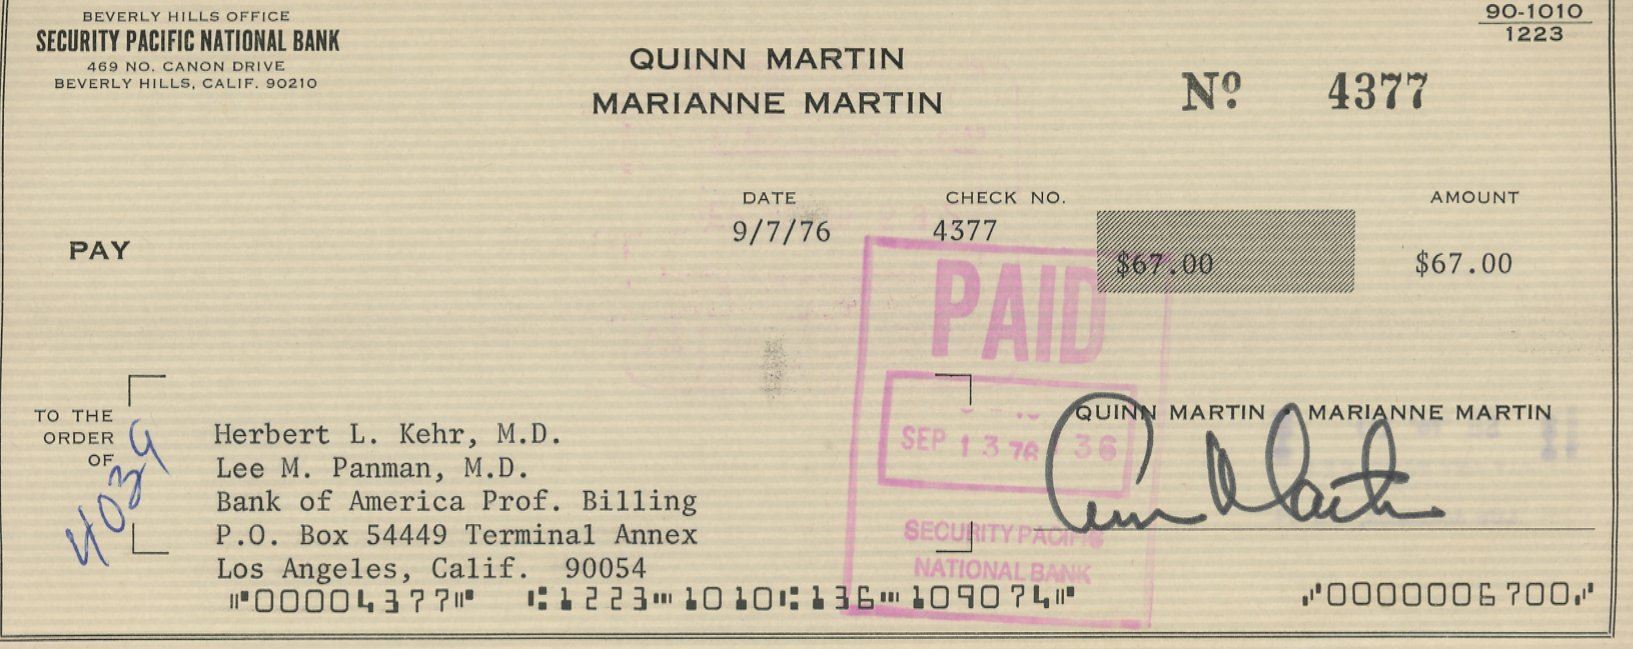 BEVERLY HILLS OFFICE
SECURITY PACIFIC NATIONAL BANK
469 NO. CANON DRIVE
BEVERLY HILLS, CALIF. 90210
QUINN MARTIN
MARIANNE MARTIN
90-1010
1223
Nº 4377
DATE
9/7/76
CHECK NO.
4377
AMOUNT
$67.00
$67.00
PAY
PAID
SEP 13 76 136
SECURITY PACIFIC
NATIONAL BANK
TO THE
ORDER
OF
4039
Herbert L. Kehr, M.D.
Lee M. Panman, M.D.
Bank of America Prof. Billing
P.O. Box 54449 Terminal Annex
Los Angeles, Calif. 90054
QUINN MARTIN • MARIANNE MARTIN
Quinn Martin
⑈00004377⑈ ⑆1223⑉1010⑆136⑉109074⑈ ⑇0000006700⑇